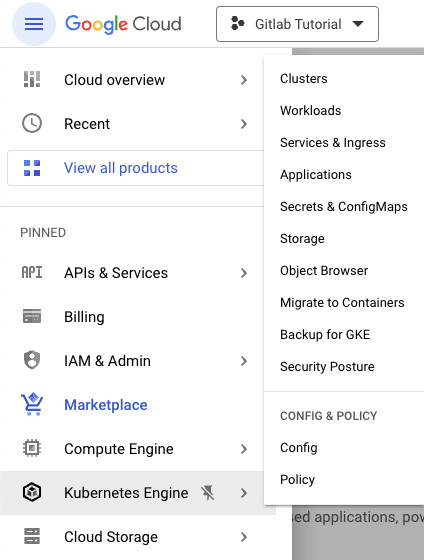 Google Cloud
Gitlab Tutorial
Cloud overview
Recent
View all products
PINNED
API APIs & Services
Billing
IAM & Admin
Marketplace
Compute Engine
Kubernetes Engine
Cloud Storage
Clusters
Workloads
Services & Ingress
Applications
Secrets & ConfigMaps
Storage
Object Browser
Migrate to Containers
Backup for GKE
Security Posture
CONFIG & POLICY
Config
Policy
sed applications, pow